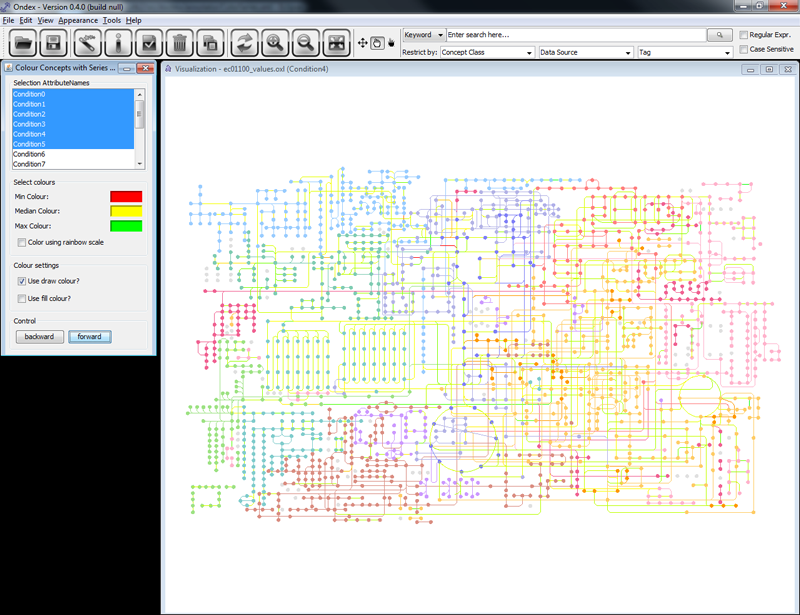 Ondex - Version 0.4.0 (build null)
File Edit View Appearance Tools Help
Keyword Enter search here... Regular Expr.
Restrict by: Concept Class Data Source Tag Case Sensitive
Colour Concepts with Series ...
Visualization - ec01100_values.oxl (Condition4)
Selection AttributeNames
Condition0
Condition1
Condition2
Condition3
Condition4
Condition5
Condition6
Condition7
Select colours
Min Colour:
Median Colour:
Max Colour:
Color using rainbow scale
Colour settings
Use draw colour?
Use fill colour?
Control
backward forward